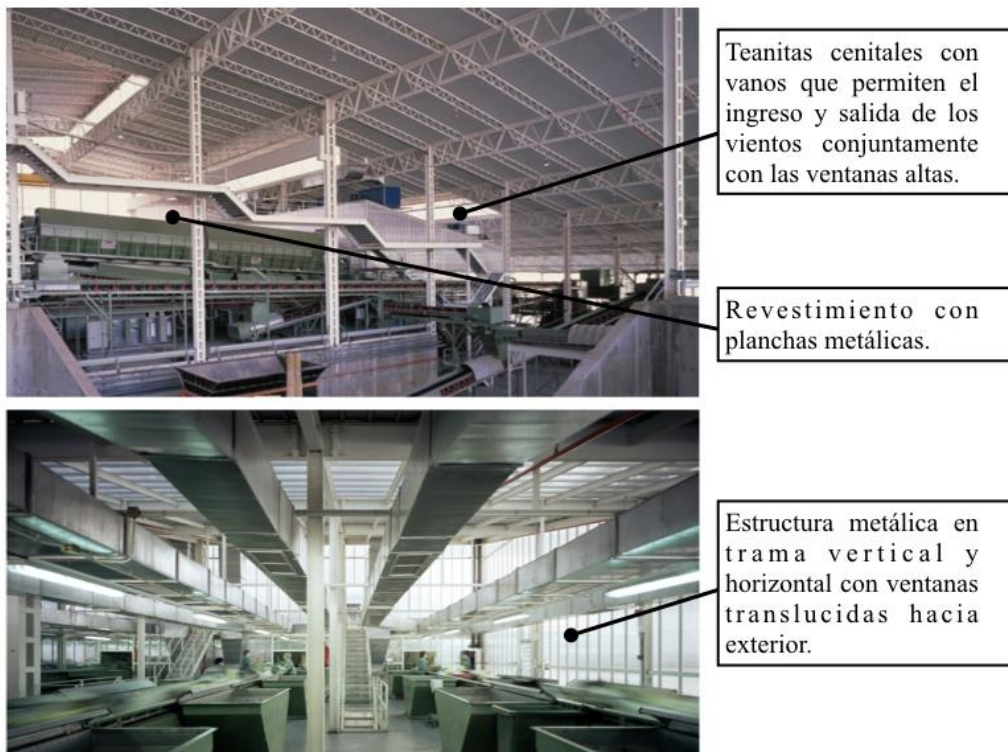 Teanitas cenitales con
vanos que permiten el
ingreso y salida de los
vientos conjuntamente
con las ventanas altas.
Revestimiento con
planchas metálicas.
Estructura metálica en
trama vertical y
horizontal con ventanas
translucidas hacia
exterior.